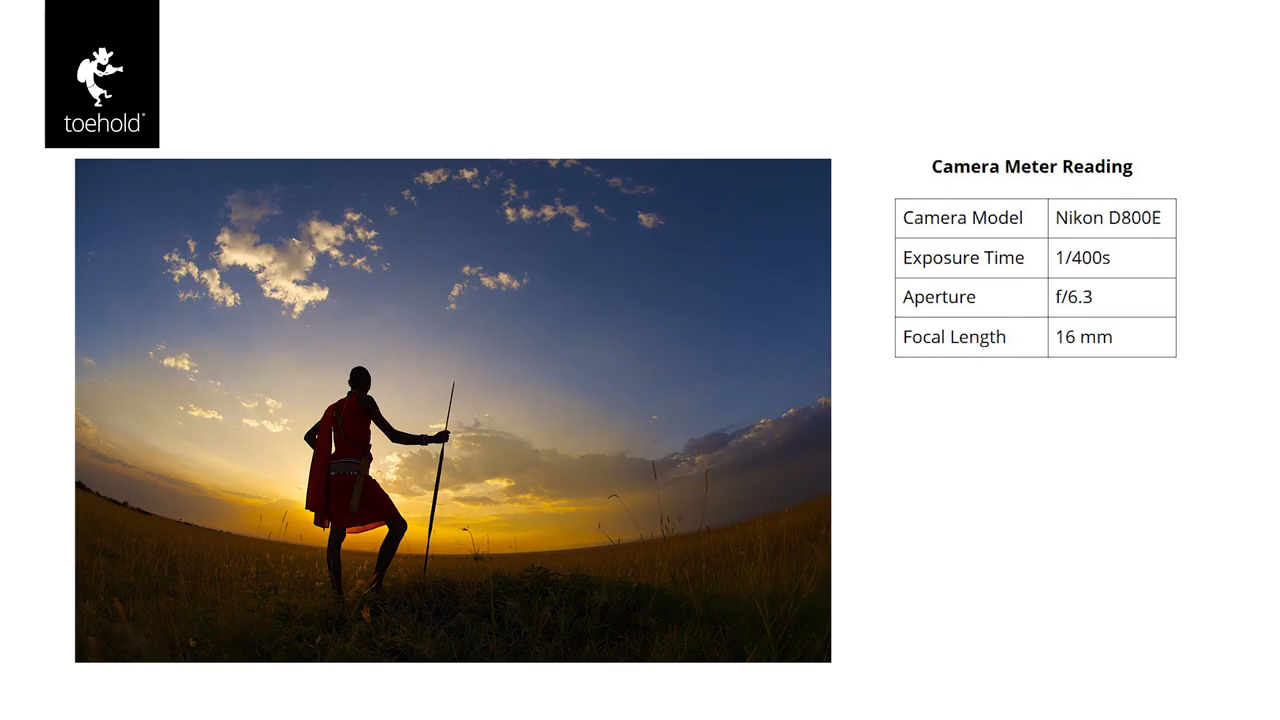 toehold®
Camera Meter Reading
Camera Model Nikon D800E
Exposure Time 1/400s
Aperture f/6.3
Focal Length 16 mm